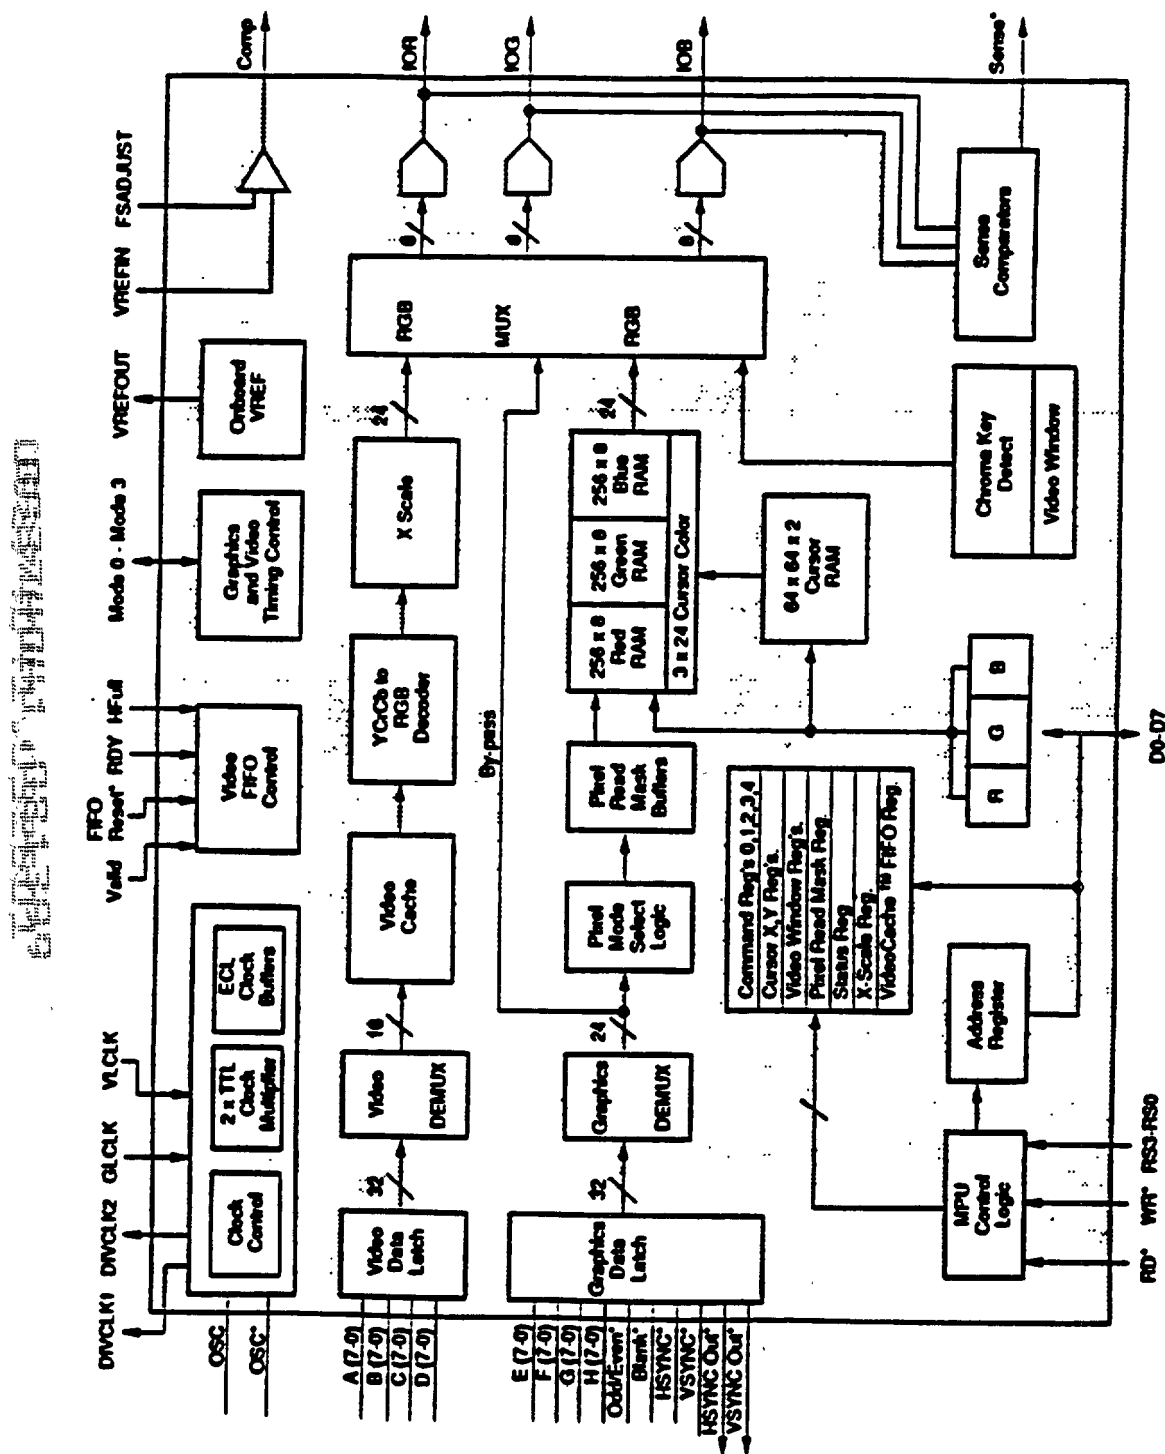 DIVCLK1
DIVCLK2
GLCLK
VLCLK
Valid
FIFO
Reset*
RDY
HFull
Mode 0 - Mode 3
VREFOUT
VREFIN
FSADJUST
Comp
OSC
OSC*
Clock
Control
2 x TTL
Clock
Multiplier
ECL
Clock
Buffers
Video
FIFO
Control
Graphics
and Video
Timing Control
Onboard
VREF
A (7-0)
B (7-0)
C (7-0)
D (7-0)
Video
Data
Latch
32
Video
DEMUX
16
Video
Cache
YCrCb to
RGB
Decoder
X Scale
24
RGB
MUX
RGB
8
8
8
IOR
IOG
IOB
By-pass
E (7-0)
F (7-0)
G (7-0)
H (7-0)
Odd/Even*
Blank*
HSYNC*
VSYNC*
HSYNC Out*
VSYNC Out*
Graphics
Data
Latch
32
Graphics
DEMUX
24
Pixel
Mode
Select
Logic
Pixel
Read
Mask
Buffers
256 x 8
Red
RAM
256 x 8
Green
RAM
256 x 8
Blue
RAM
3 x 24 Cursor Color
24
64 x 64 x 2
Cursor
RAM
Command Reg's 0,1,2,3,4
Cursor X,Y Reg's.
Video Window Reg's.
Pixel Read Mask Reg.
Status Reg
X-Scale Reg.
VideoCache™ FIFO Reg.
MPU
Control
Logic
Address
Register
R
G
B
Chroma Key
Detect
Video Window
Sense
Comparators
Sense*
RD*
WR*
RS3-RS0
D0-D7